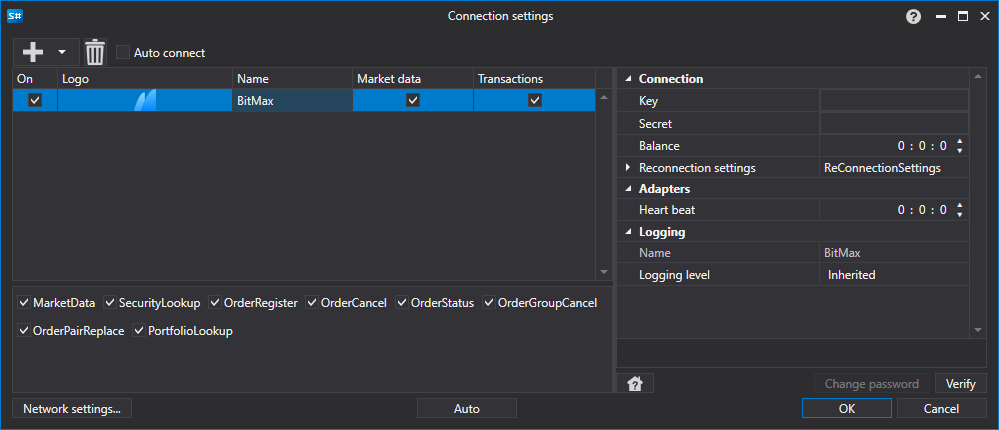 S# Connection settings ?
Auto connect
On Logo Name Market data Transactions
BitMax
MarketData SecurityLookup OrderRegister OrderCancel OrderStatus OrderGroupCancel
OrderPairReplace PortfolioLookup
Connection
Key
Secret
Balance 0 : 0 : 0
Reconnection settings ReConnectionSettings
Adapters
Heart beat 0 : 0 : 0
Logging
Name BitMax
Logging level Inherited
? Change password Verify
Network settings... Auto OK Cancel